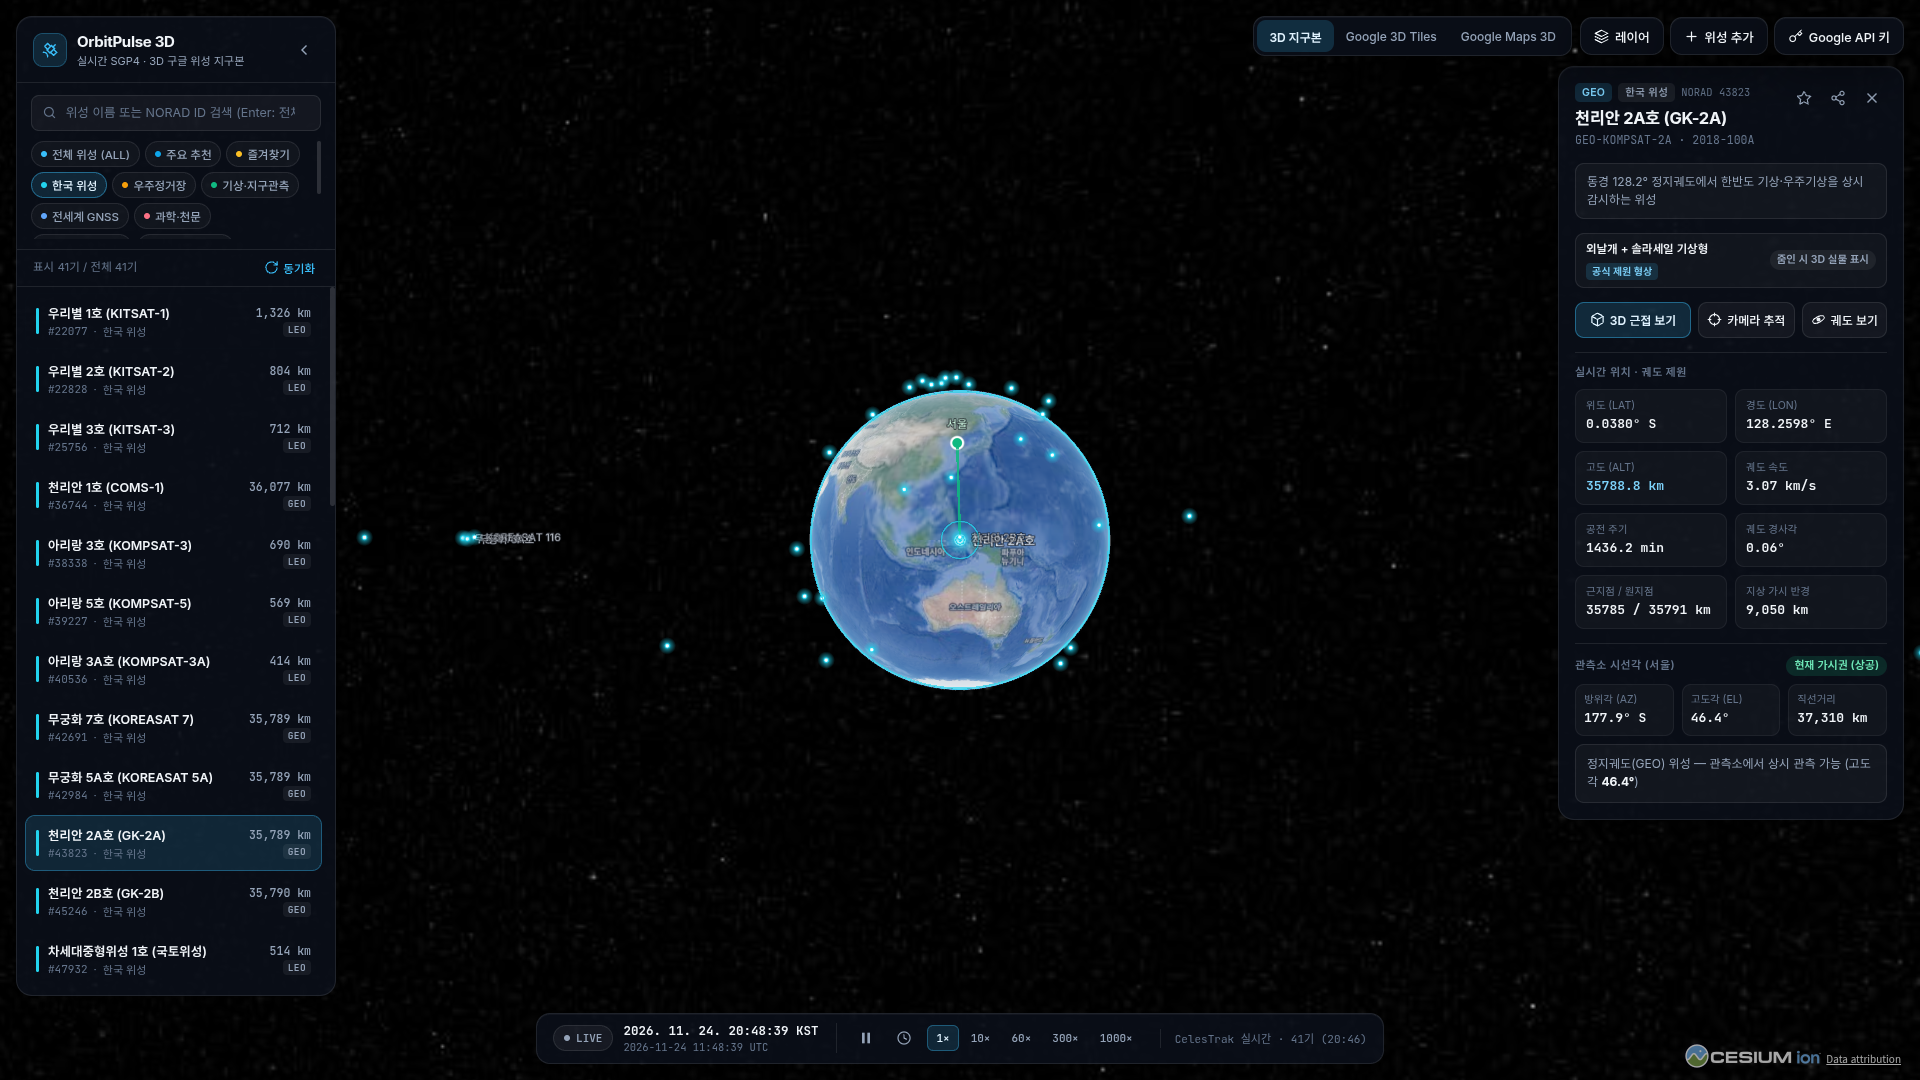 OrbitPulse 3D
실시간 SGP4 · 3D 구글 위성 지구본
위성 이름 또는 NORAD ID 검색 (Enter: 전
전체 위성 (ALL)
주요 추천
즐겨찾기
한국 위성
우주정거장
기상·지구관측
전세계 GNSS
과학·천문
표시 41기 / 전체 41기
동기화
우리별 1호 (KITSAT-1)
1,326 km
#22077 · 한국 위성
LEO
우리별 2호 (KITSAT-2)
804 km
#22828 · 한국 위성
LEO
우리별 3호 (KITSAT-3)
712 km
#25756 · 한국 위성
LEO
천리안 1호 (COMS-1)
36,077 km
#36744 · 한국 위성
GEO
아리랑 3호 (KOMPSAT-3)
690 km
#38338 · 한국 위성
LEO
아리랑 5호 (KOMPSAT-5)
569 km
#39227 · 한국 위성
LEO
아리랑 3A호 (KOMPSAT-3A)
414 km
#40536 · 한국 위성
LEO
무궁화 7호 (KOREASAT 7)
35,789 km
#42691 · 한국 위성
GEO
무궁화 5A호 (KOREASAT 5A)
35,789 km
#42984 · 한국 위성
GEO
천리안 2A호 (GK-2A)
35,789 km
#43823 · 한국 위성
GEO
천리안 2B호 (GK-2B)
35,790 km
#45246 · 한국 위성
GEO
차세대중형위성 1호 (국토위성)
514 km
#47932 · 한국 위성
LEO
3D 지구본
Google 3D Tiles
Google Maps 3D
레이어
위성 추가
Google API 키
서울
KOREASAT 116
천리안 2A호
인도네시아
파푸아
뉴기니
오스트레일리아
GEO
한국 위성
NORAD 43823
천리안 2A호 (GK-2A)
GEO-KOMPSAT-2A · 2018-100A
동경 128.2° 정지궤도에서 한반도 기상·우주기상을 상시
감시하는 위성
외날개 + 솔라세일 기상형
공식 제원 형상
줌인 시 3D 실물 표시
3D 근접 보기
카메라 추적
궤도 보기
실시간 위치 · 궤도 제원
위도 (LAT)
0.0380° S
경도 (LON)
128.2598° E
고도 (ALT)
35788.8 km
궤도 속도
3.07 km/s
공전 주기
1436.2 min
궤도 경사각
0.06°
근지점 / 원지점
35785 / 35791 km
지상 가시 반경
9,050 km
관측소 시선각 (서울)
현재 가시권 (상공)
방위각 (AZ)
177.9° S
고도각 (EL)
46.4°
직선거리
37,310 km
정지궤도(GEO) 위성 — 관측소에서 상시 관측 가능 (고도
각 46.4°)
LIVE
2026. 11. 24. 20:48:39 KST
2026-11-24 11:48:39 UTC
1×
10×
60×
300×
1000×
CelesTrak 실시간 · 41기 (20:46)
CESIUM ion
Data attribution